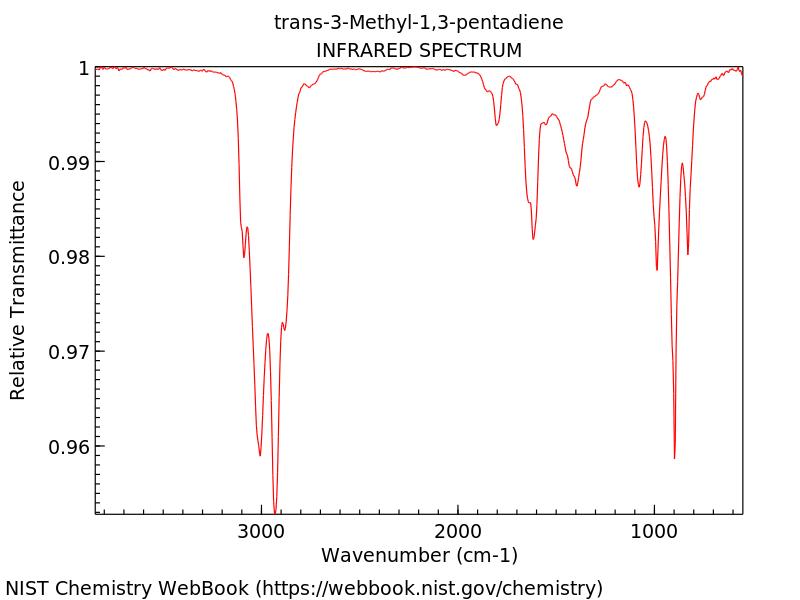 trans-3-Methyl-1,3-pentadiene
INFRARED SPECTRUM
1
0.99
0.98
0.97
0.96
Relative Transmittance
3000 2000 1000
Wavenumber (cm-1)
NIST Chemistry WebBook (https://webbook.nist.gov/chemistry)